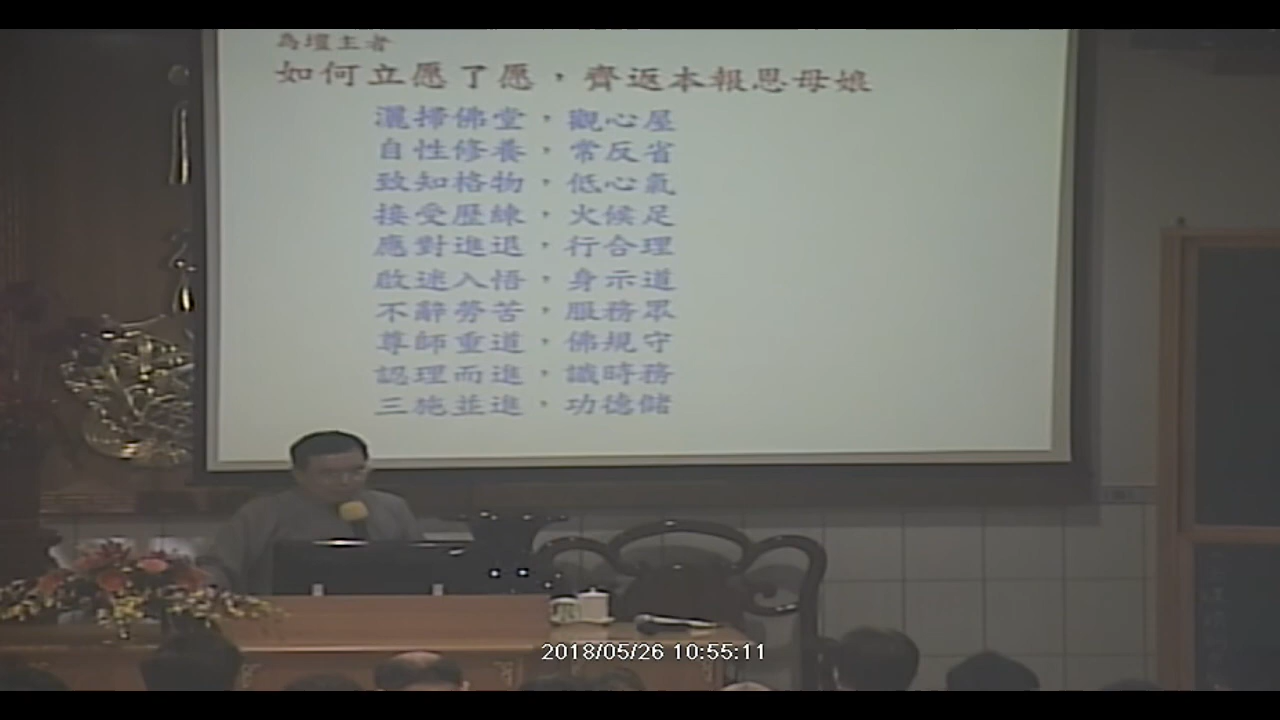 為壇主者
如何立愿了愿，齊返本報恩母娘
灑掃佛堂，觀心屋
自性修養，常反省
致知格物，低心氣
接受歷練，火候足
應對進退，行合理
啟迷入悟，身示道
不辭勞苦，服務眾
尊師重道，佛規守
認理而進，識時務
三施並進，功德儲
2018/05/26 10:55:11